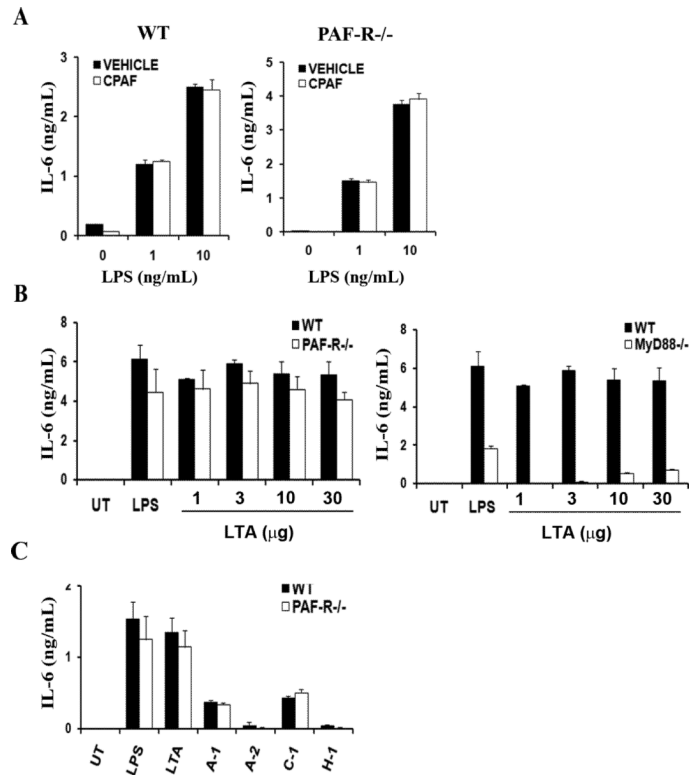 A
WT
PAF-R-/-
IL-6 (ng/mL)
3
2
1
0
VEHICLE
CPAF
0 1 10
LPS (ng/mL)
IL-6 (ng/mL)
5
4
3
2
1
0
VEHICLE
CPAF
0 1 10
LPS (ng/mL)
B
IL-6 (ng/mL)
8
6
4
2
0
WT
PAF-R-/-
UT LPS 1 3 10 30
LTA (μg)
IL-6 (ng/mL)
8
6
4
2
0
WT
MyD88-/-
UT LPS 1 3 10 30
LTA (μg)
C
IL-6 (ng/mL)
2
1
0
WT
PAF-R-/-
UT LPS LTA A-1 A-2 C-1 H-1